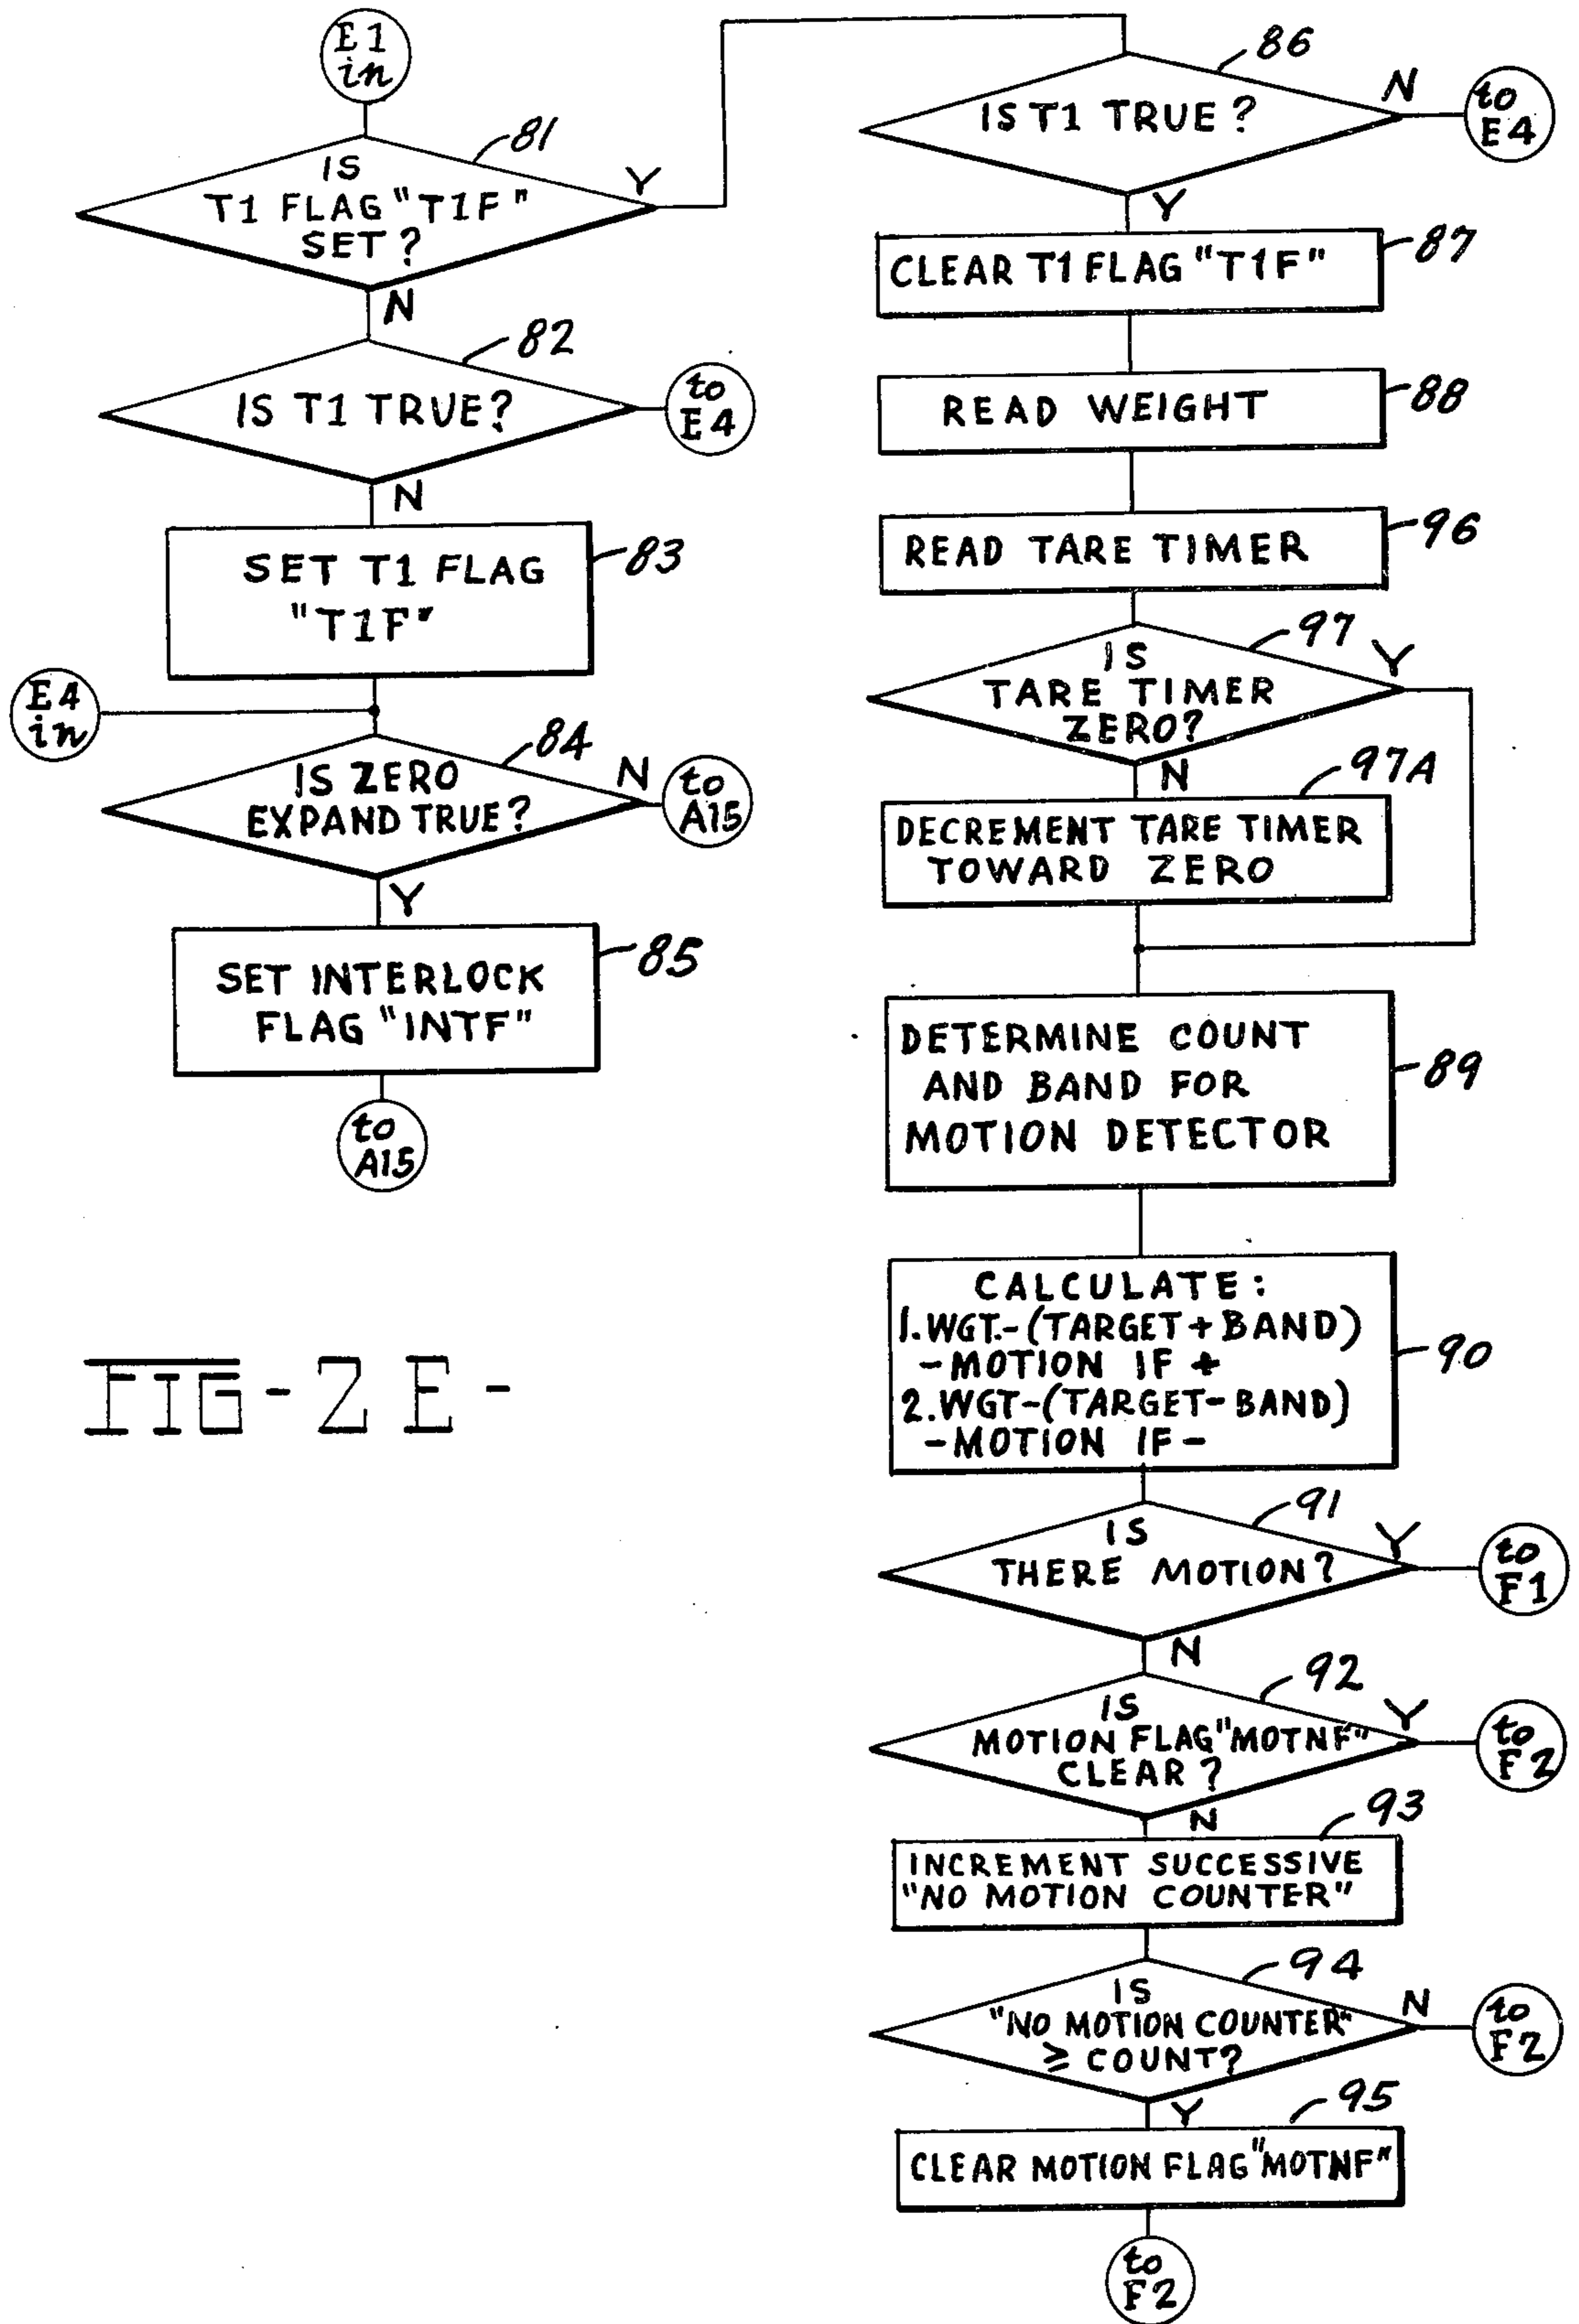 E1
in
81
IS
T1 FLAG "T1F"
SET?
Y
N
82
IS T1 TRUE?
to
E4
N
83
SET T1 FLAG
"T1F"
E4
in
84
IS ZERO
EXPAND TRUE?
N
to
A15
Y
85
SET INTERLOCK
FLAG "INTF"
to
A15
FIG-2E-
86
IS T1 TRUE?
N
to
E4
Y
87
CLEAR T1 FLAG "T1F"
88
READ WEIGHT
96
READ TARE TIMER
97
IS
TARE TIMER
ZERO?
Y
N
97A
DECREMENT TARE TIMER
TOWARD ZERO
DETERMINE COUNT
AND BAND FOR
MOTION DETECTOR
89
CALCULATE:
1.WGT.-(TARGET+BAND)
-MOTION IF +
2.WGT-(TARGET-BAND)
-MOTION IF -
90
91
IS
THERE MOTION?
Y
to
F1
N
92
IS
MOTION FLAG "MOTNF"
CLEAR?
Y
to
F2
N
93
INCREMENT SUCCESSIVE
"NO MOTION COUNTER"
94
IS
"NO MOTION COUNTER"
≥ COUNT?
N
to
F2
Y
95
CLEAR MOTION FLAG "MOTNF"
to
F2